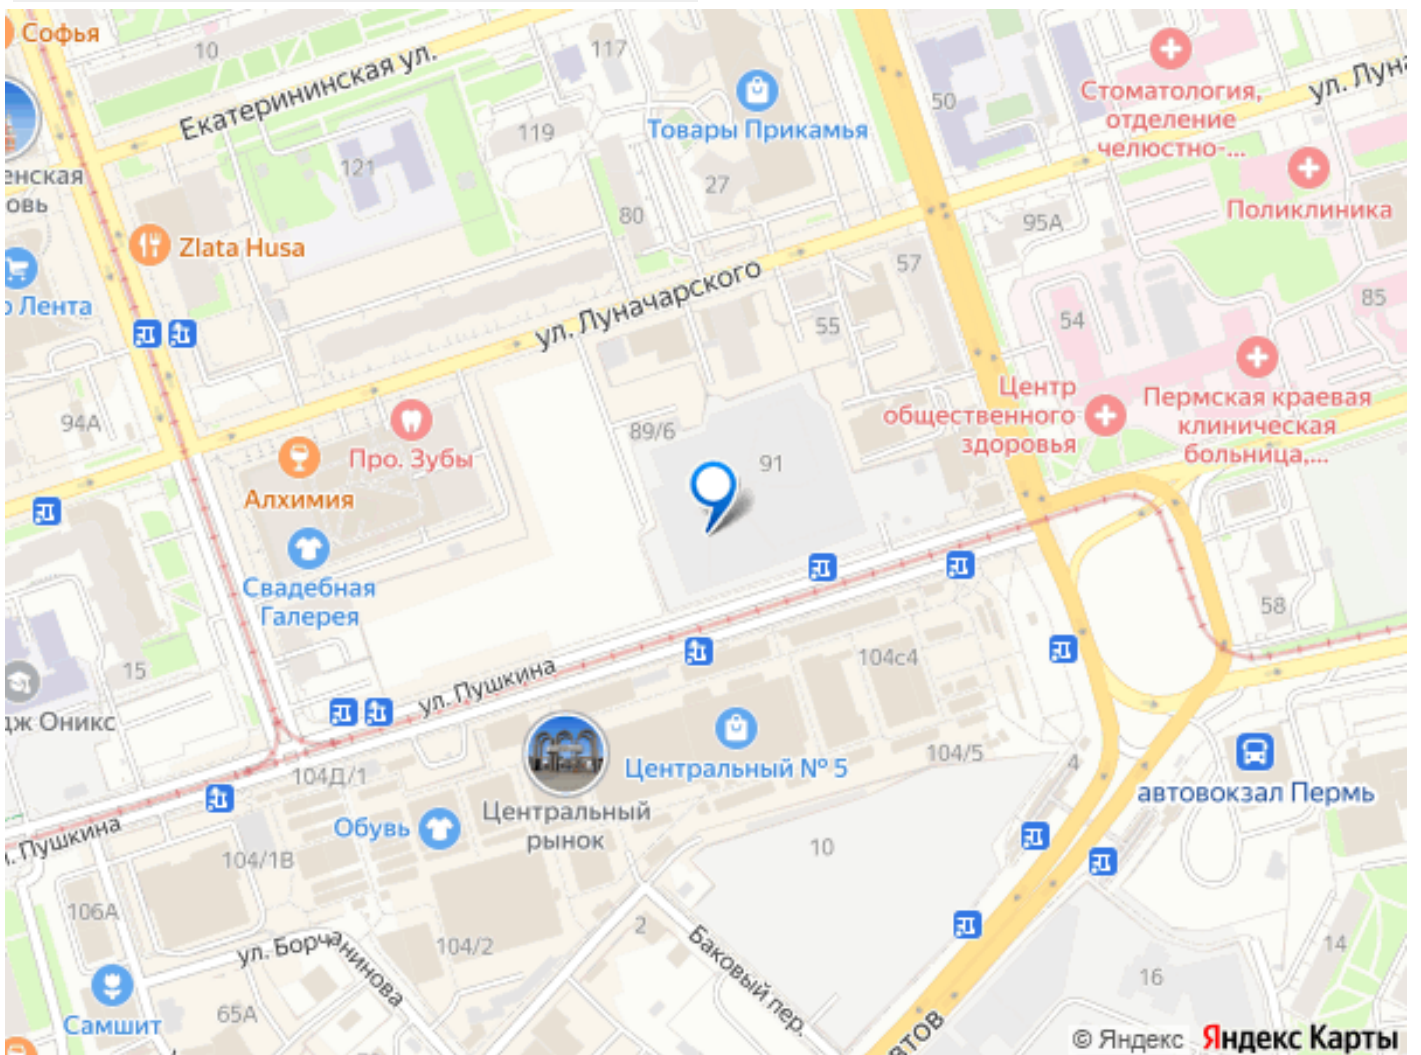 Софья
10
117
Екатерининская ул.
Товары Прикамья
50
Стоматология,
отделение
челюстно-...
ул. Луна
119
121
27
енская
овь
80
Поликлиника
95А
Zlata Husa
ул. Луначарского
57
Лента
55
54
85
Центр
общественного
здоровья
Пермская краевая
клиническая
больница,...
94А
89/6
91
Про. Зубы
Алхимия
Свадебная
Галерея
58
15
104с4
ул. Пушкина
дж Оникс
104Д/1
Центральный № 5
104/5
4
автовокзал Пермь
Центральный
рынок
Обувь
. Пушкина
104/1В
10
106А
2
104/2
ул. Борчанинова
Баковый пер.
14
16
Самшит
65А
атов
© Яндекс Яндекс Карты